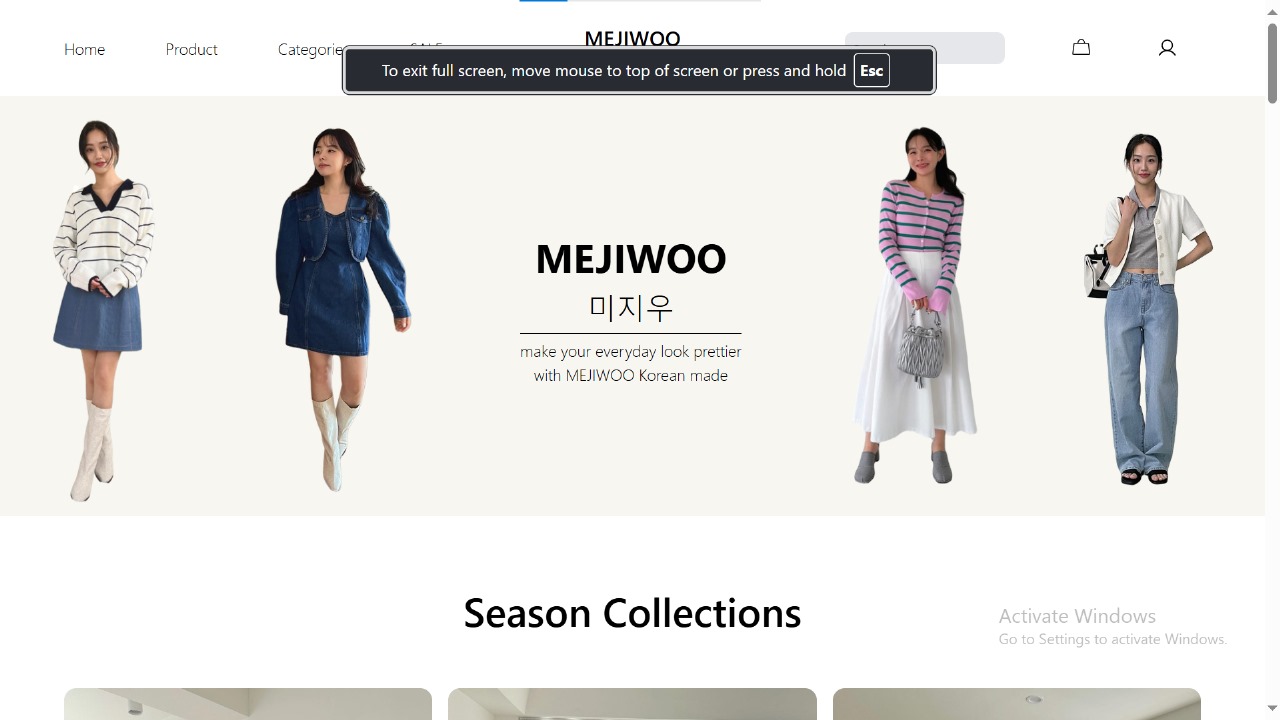 MEJIWOO
Home
Product
To exit full screen, move mouse to top of screen or press and hold Esc
MEJIWOO
미지우
make your everyday look prettier
with MEJIWOO Korean made
Season Collections
Activate Windows
Go to Settings to activate Windows.